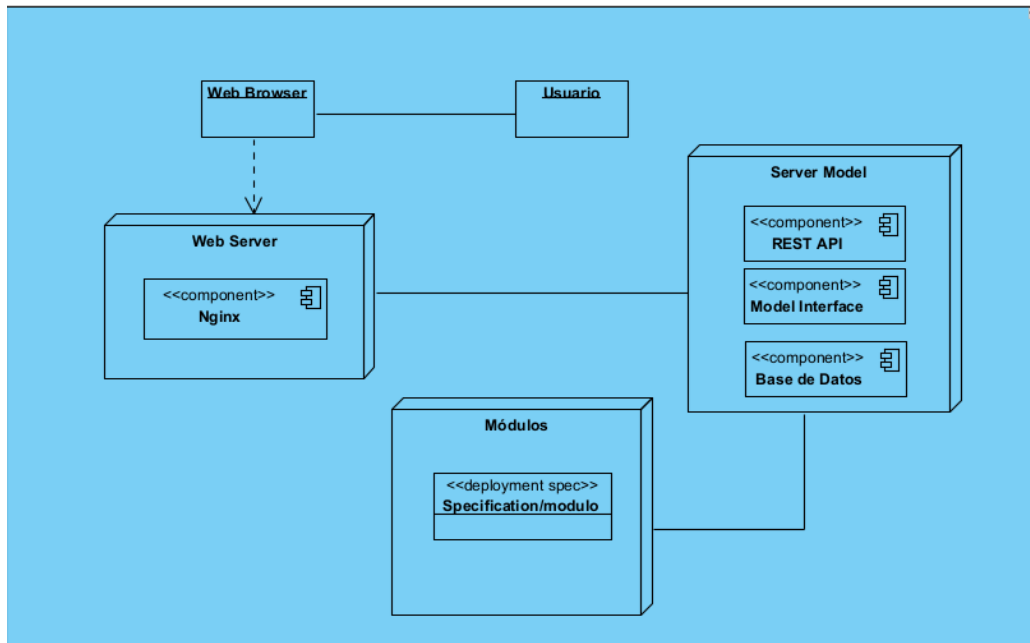 Web Browser
Usuario
Server Model
<<component>>
REST API
<<component>>
Model Interface
<<component>>
Base de Datos
Web Server
<<component>>
Nginx
Módulos
<<deployment spec>>
Specification/modulo